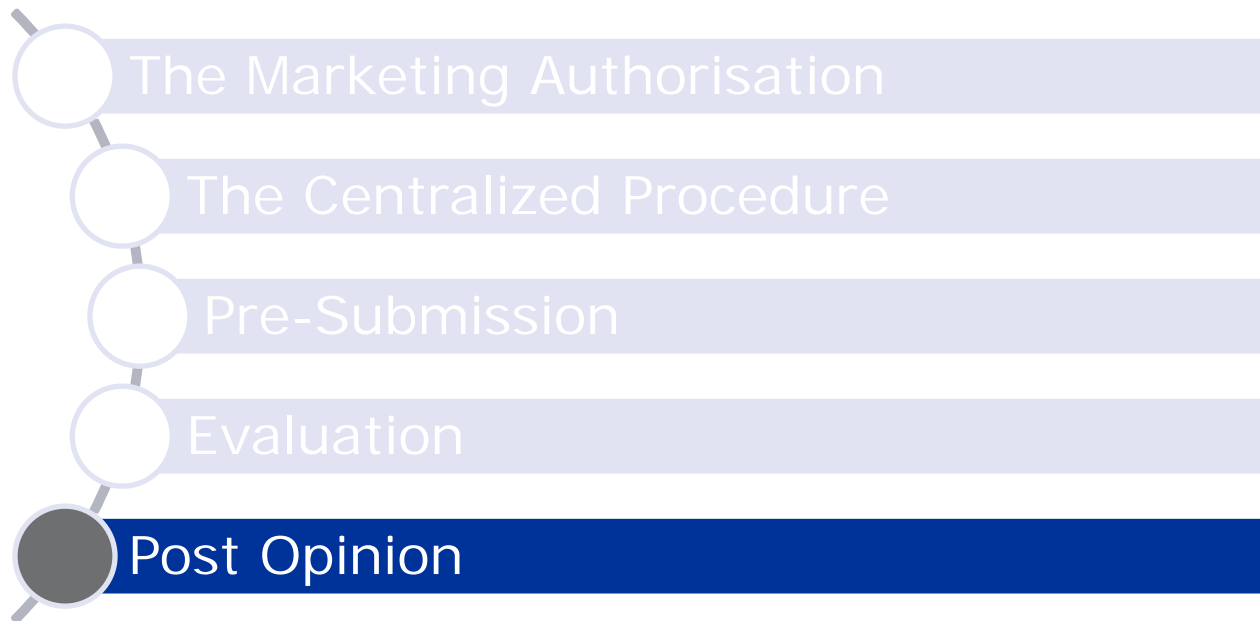 The Marketing Authorisation
The Centralized Procedure
Pre-Submission
Evaluation
Post Opinion